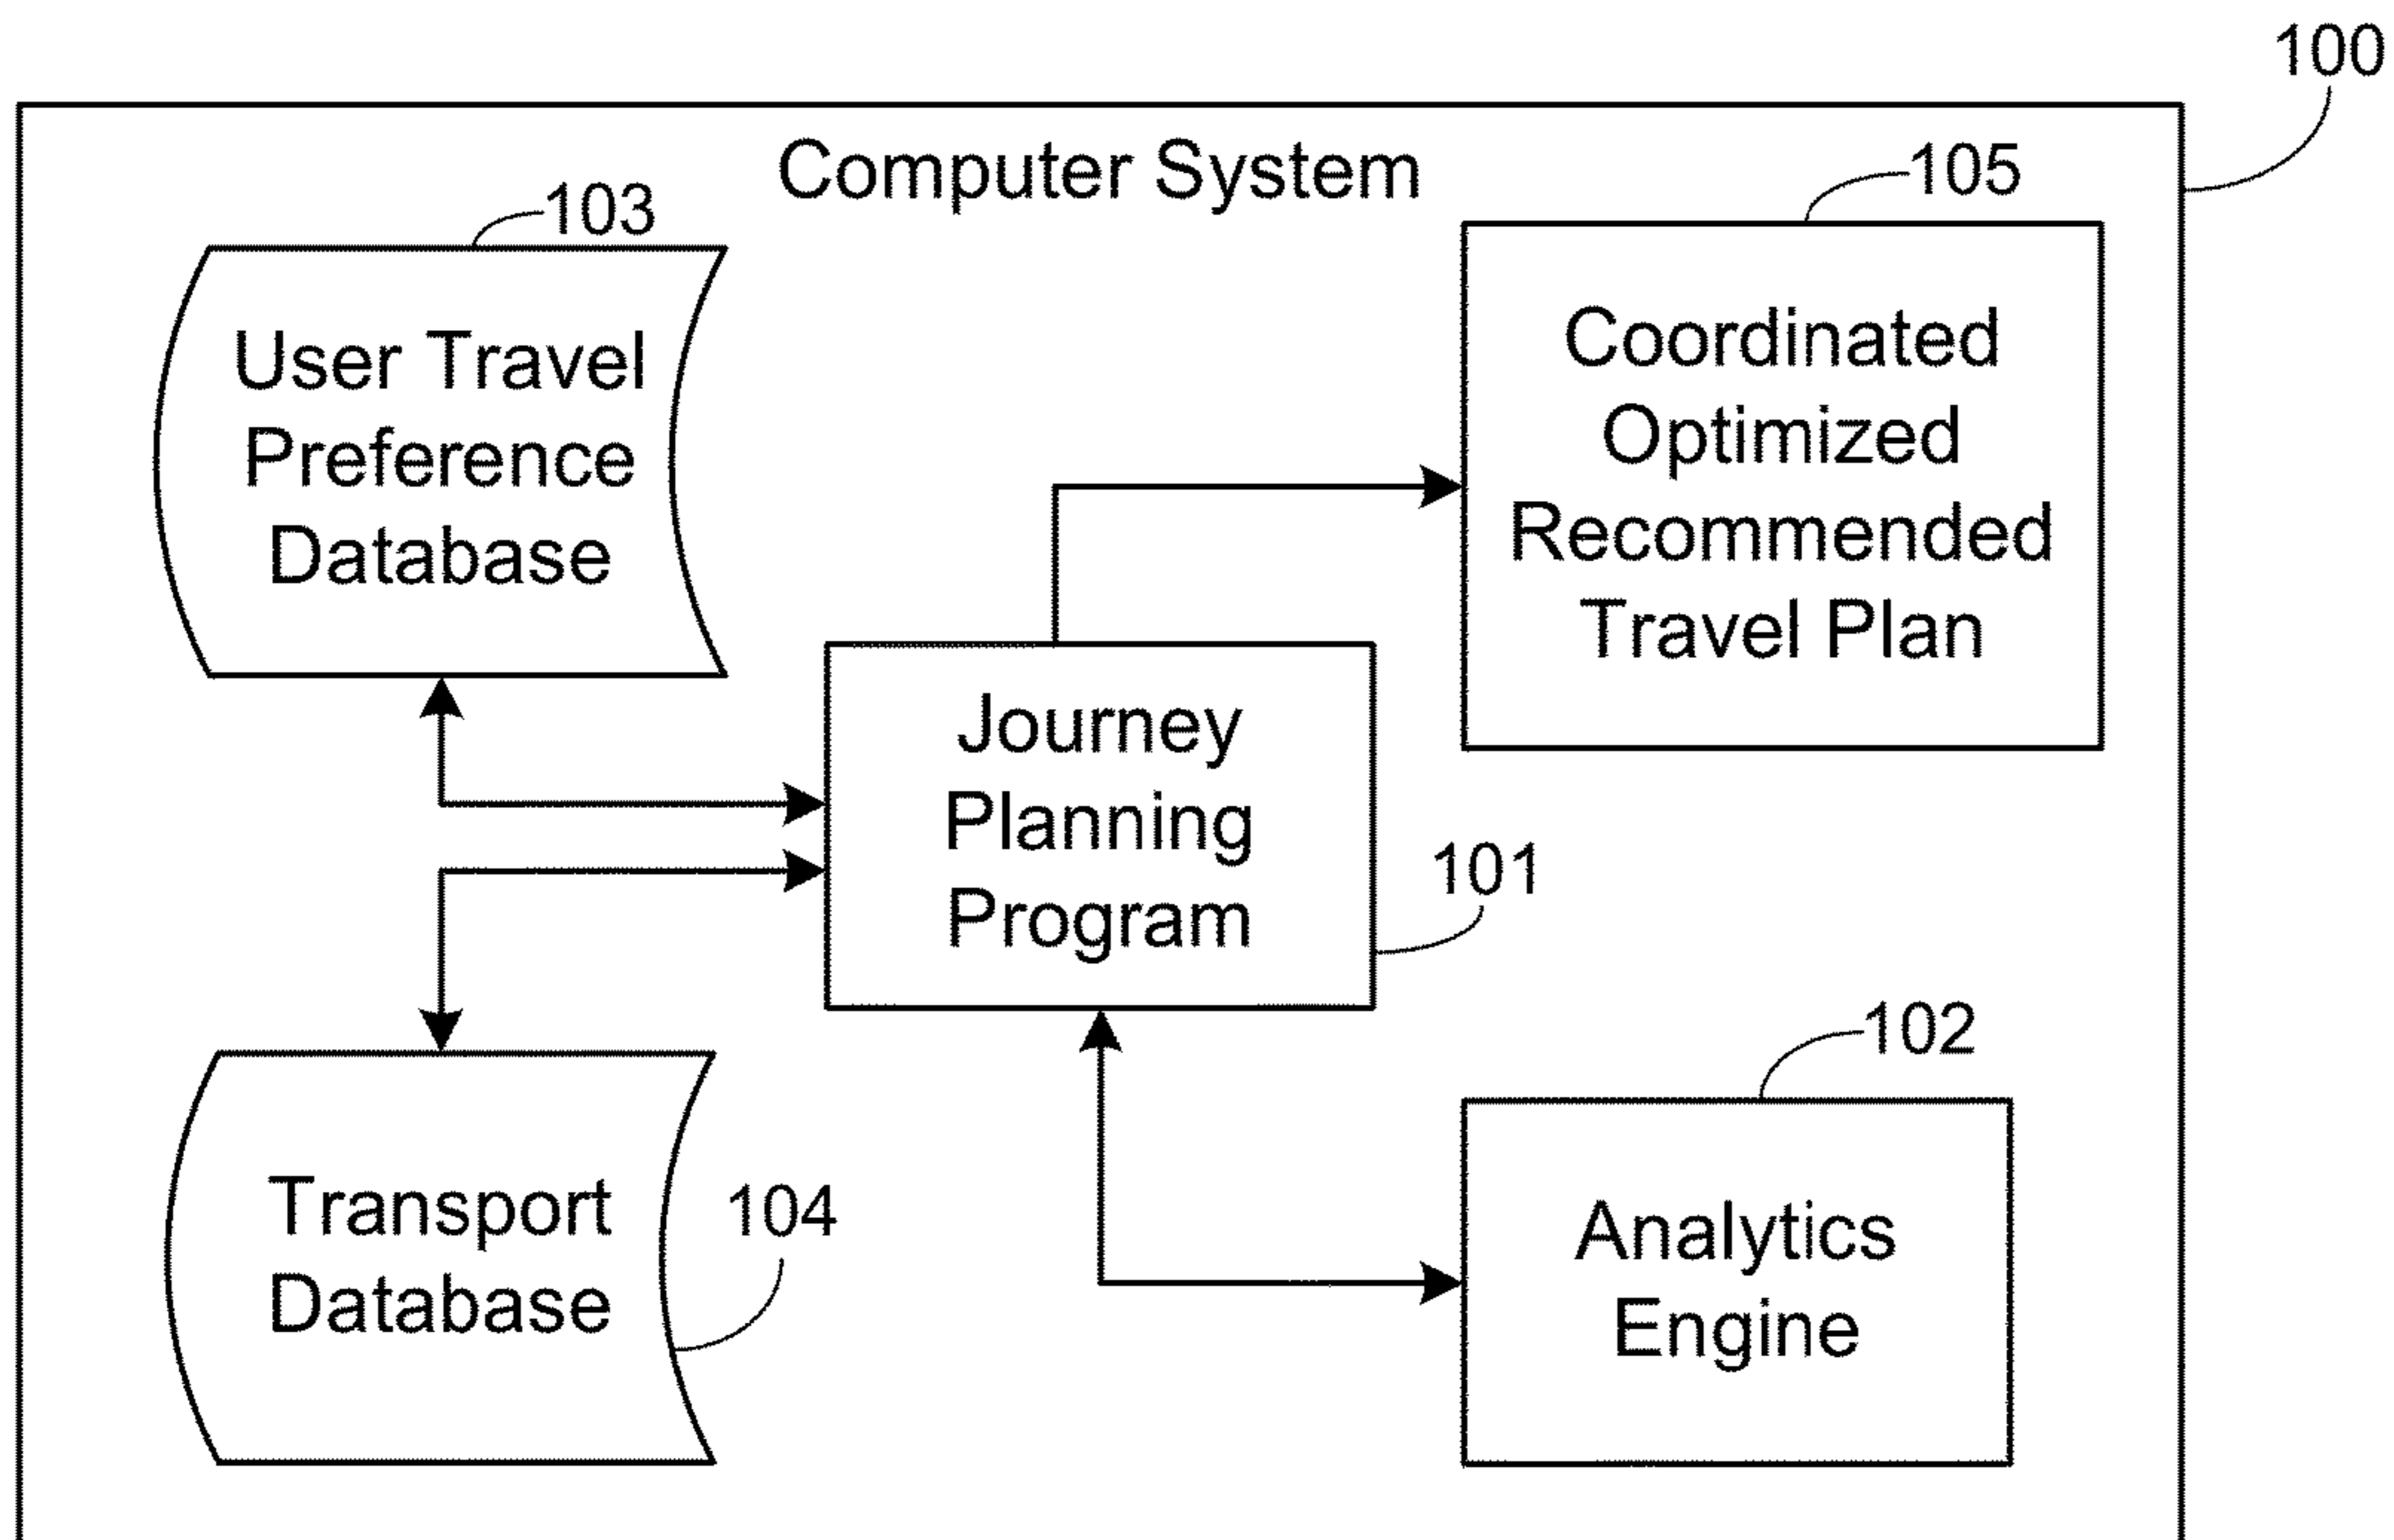 100
Computer System
105
103
User Travel
Preference
Database
Coordinated
Optimized
Recommended
Travel Plan
Journey
Planning
Program
101
102
Transport
Database
104
Analytics
Engine